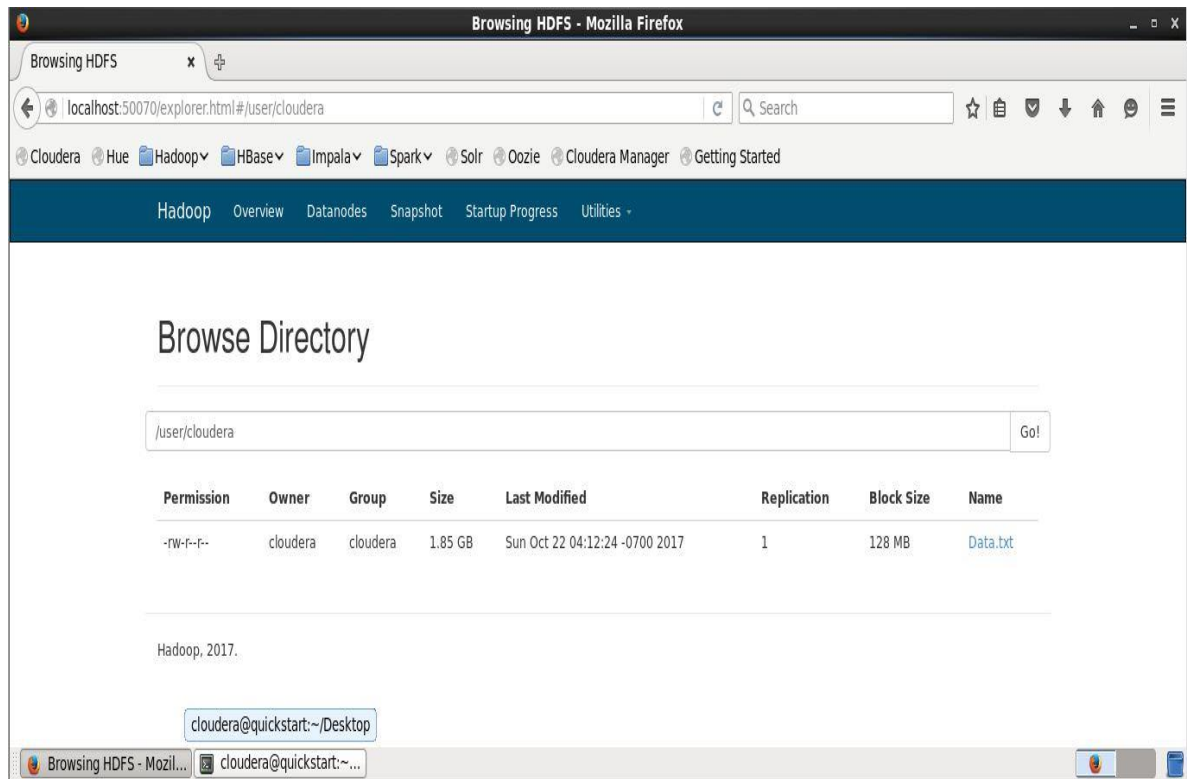 Browsing HDFS - Mozilla Firefox
Browsing HDFS
localhost:50070/explorer.html#/user/cloudera
Search
Cloudera Hue Hadoop HBase Impala Spark Solr Oozie Cloudera Manager Getting Started
Hadoop Overview Datanodes Snapshot Startup Progress Utilities
Browse Directory
/user/cloudera Go!
Permission Owner Group Size Last Modified Replication Block Size Name
-rw-r--r-- cloudera cloudera 1.85 GB Sun Oct 22 04:12:24 -0700 2017 1 128 MB Data.txt
Hadoop, 2017.
cloudera@quickstart:~/Desktop
Browsing HDFS - Mozil... cloudera@quickstart:~...